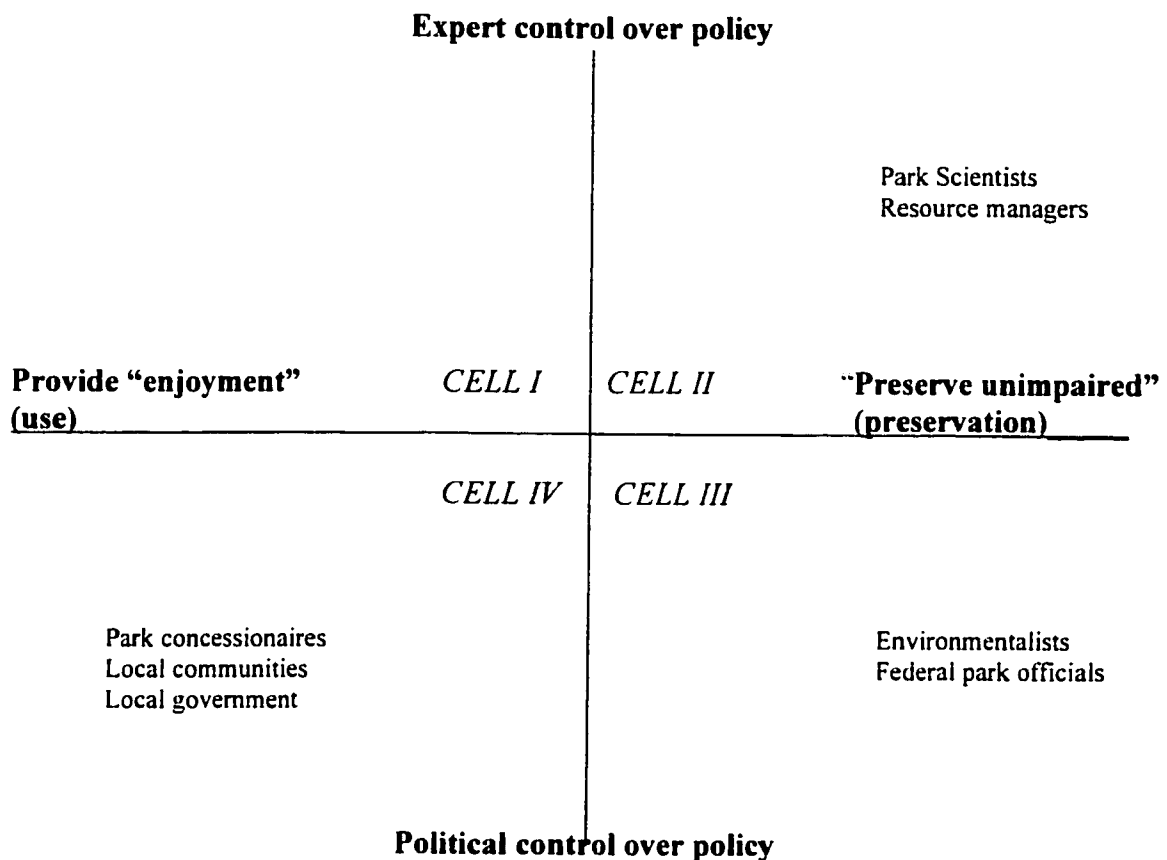 Expert control over policy
Park Scientists
Resource managers
Provide “enjoyment”
(use)
CELL I
CELL II
“Preserve unimpaired”
(preservation)
CELL IV
CELL III
Park concessionaires
Local communities
Local government
Environmentalists
Federal park officials
Political control over policy